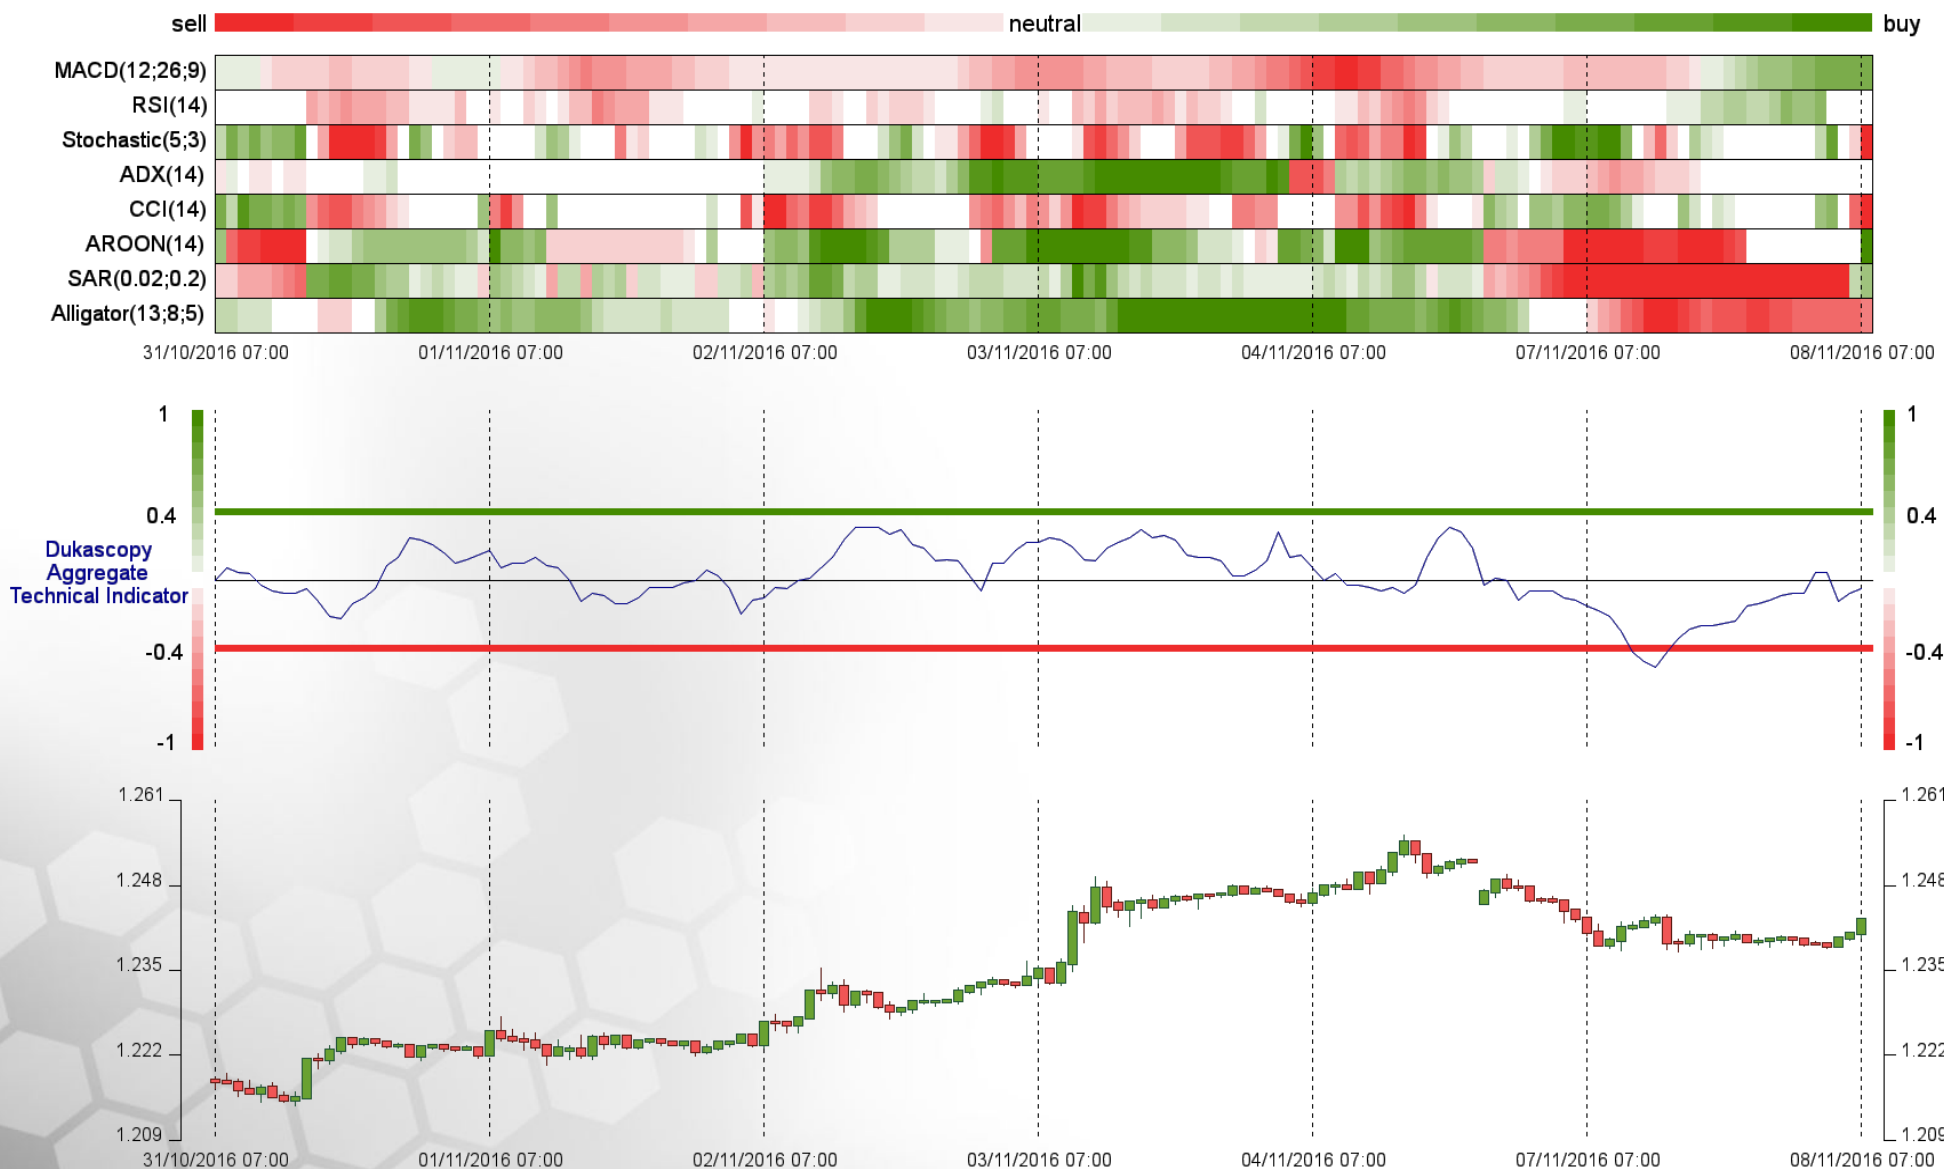 sell neutral buy
MACD(12;26;9)
RSI(14)
Stochastic(5;3)
ADX(14)
CCI(14)
AROON(14)
SAR(0.02;0.2)
Alligator(13;8;5)
31/10/2016 07:00 01/11/2016 07:00 02/11/2016 07:00 03/11/2016 07:00 04/11/2016 07:00 07/11/2016 07:00 08/11/2016 07:00
1 1
0.4 0.4
Dukascopy
Aggregate
Technical Indicator
-0.4 -0.4
-1 -1
1.261 1.261
1.248 1.248
1.235 1.235
1.222 1.222
1.209 1.209
31/10/2016 07:00 01/11/2016 07:00 02/11/2016 07:00 03/11/2016 07:00 04/11/2016 07:00 07/11/2016 07:00 08/11/2016 07:00